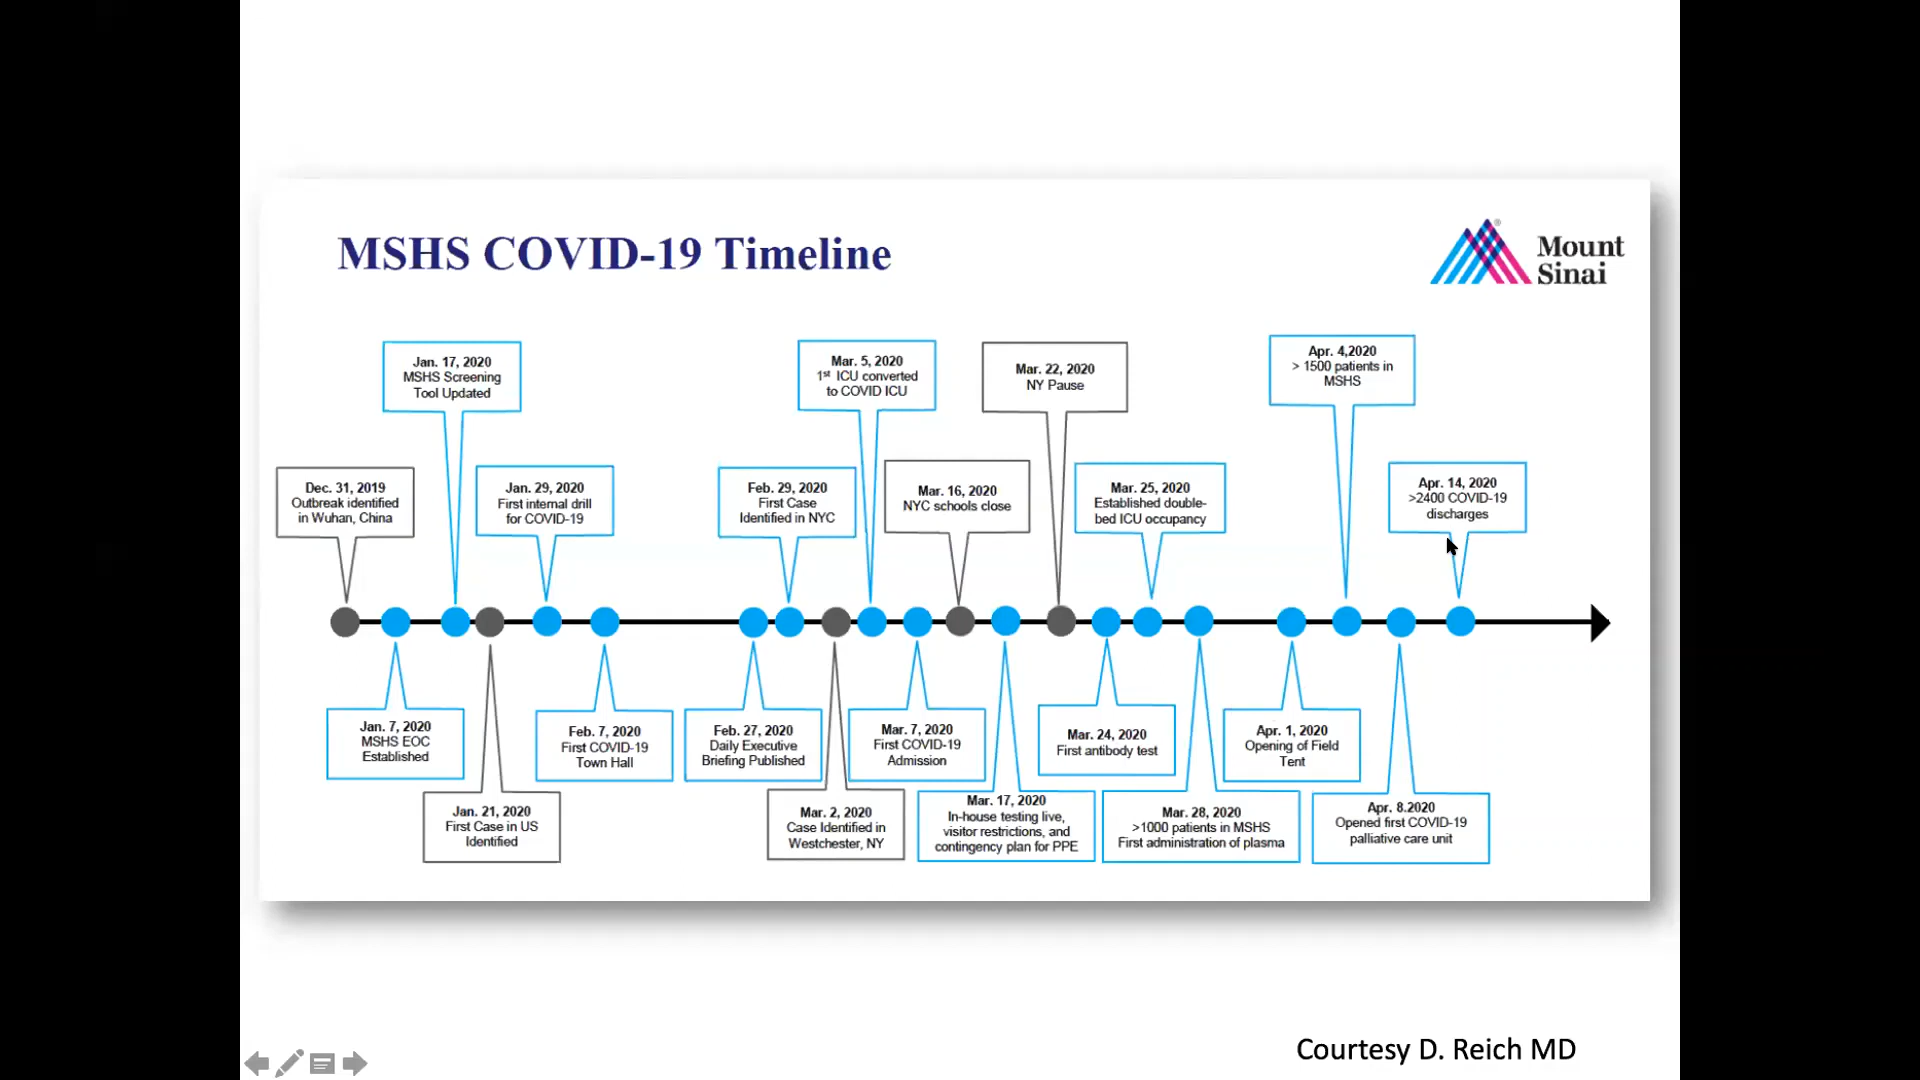 MSHS COVID-19 Timeline
Mount
Sinai
®
Jan. 17, 2020
MSHS Screening
Tool Updated
Mar. 5, 2020
1st ICU converted
to COVID ICU
Mar. 22, 2020
NY Pause
Apr. 4,2020
> 1500 patients in
MSHS
Dec. 31, 2019
Outbreak identified
in Wuhan, China
Jan. 29, 2020
First internal drill
for COVID-19
Feb. 29, 2020
First Case
Identified in NYC
Mar. 16, 2020
NYC schools close
Mar. 25, 2020
Established double-
bed ICU occupancy
Apr. 14, 2020
>2400 COVID-19
discharges
Jan. 7, 2020
MSHS EOC
Established
Feb. 7, 2020
First COVID-19
Town Hall
Feb. 27, 2020
Daily Executive
Briefing Published
Mar. 7, 2020
First COVID-19
Admission
Mar. 24, 2020
First antibody test
Apr. 1, 2020
Opening of Field
Tent
Jan. 21, 2020
First Case in US
Identified
Mar. 2, 2020
Case Identified in
Westchester, NY
Mar. 17, 2020
In-house testing live,
visitor restrictions, and
contingency plan for PPE
Mar. 28, 2020
>1000 patients in MSHS
First administration of plasma
Apr. 8.2020
Opened first COVID-19
palliative care unit
Courtesy D. Reich MD